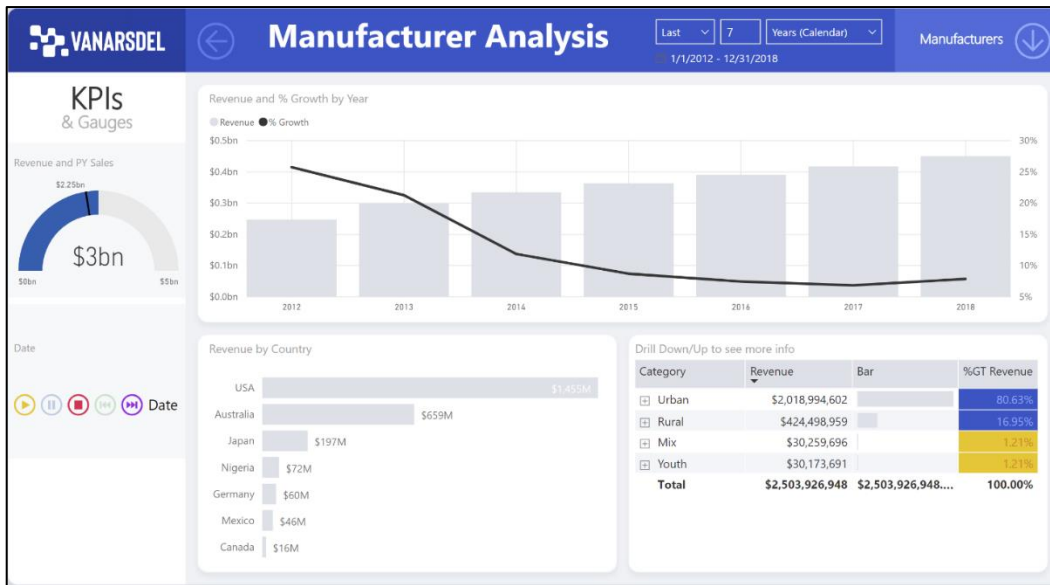 VANARSDEL
Manufacturer Analysis
Last
7
Years (Calendar)
1/1/2012 - 12/31/2018
Manufacturers
KPIs
& Gauges
Revenue and PY Sales
$2.25bn
$3bn
$0bn
$5bn
Date
Date
Revenue and % Growth by Year
Revenue % Growth
$0.5bn 30%
$0.4bn 25%
$0.3bn 20%
$0.2bn 15%
$0.1bn 10%
$0.0bn 5%
2012 2013 2014 2015 2016 2017 2018
Revenue by Country
USA $1,455M
Australia $659M
Japan $197M
Nigeria $72M
Germany $60M
Mexico $46M
Canada $16M
Drill Down/Up to see more info
Category Revenue Bar %GT Revenue
Urban $2,018,994,602 80.63%
Rural $424,498,959 16.95%
Mix $30,259,696 1.21%
Youth $30,173,691 1.21%
Total $2,503,926,948 $2,503,926,948.... 100.00%